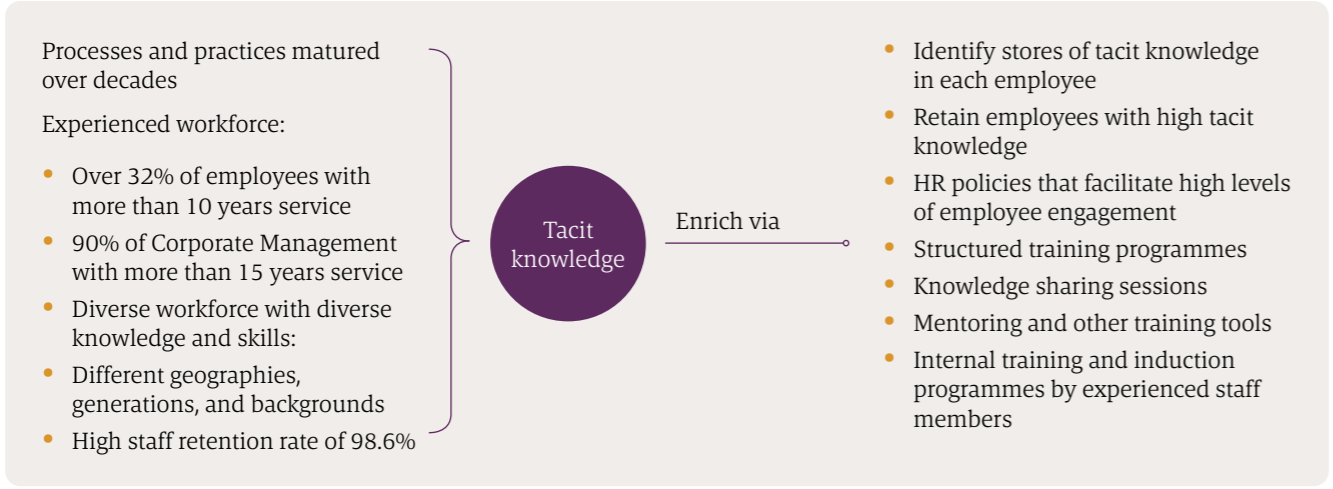 Processes and practices matured
over decades
Experienced workforce:
• Over 32% of employees with
more than 10 years service
• 90% of Corporate Management
with more than 15 years service
• Diverse workforce with diverse
knowledge and skills:
• Different geographies,
generations, and backgrounds
• High staff retention rate of 98.6%
Tacit
knowledge
Enrich via
• Identify stores of tacit knowledge
in each employee
• Retain employees with high tacit
knowledge
• HR policies that facilitate high levels
of employee engagement
• Structured training programmes
• Knowledge sharing sessions
• Mentoring and other training tools
• Internal training and induction
programmes by experienced staff
members